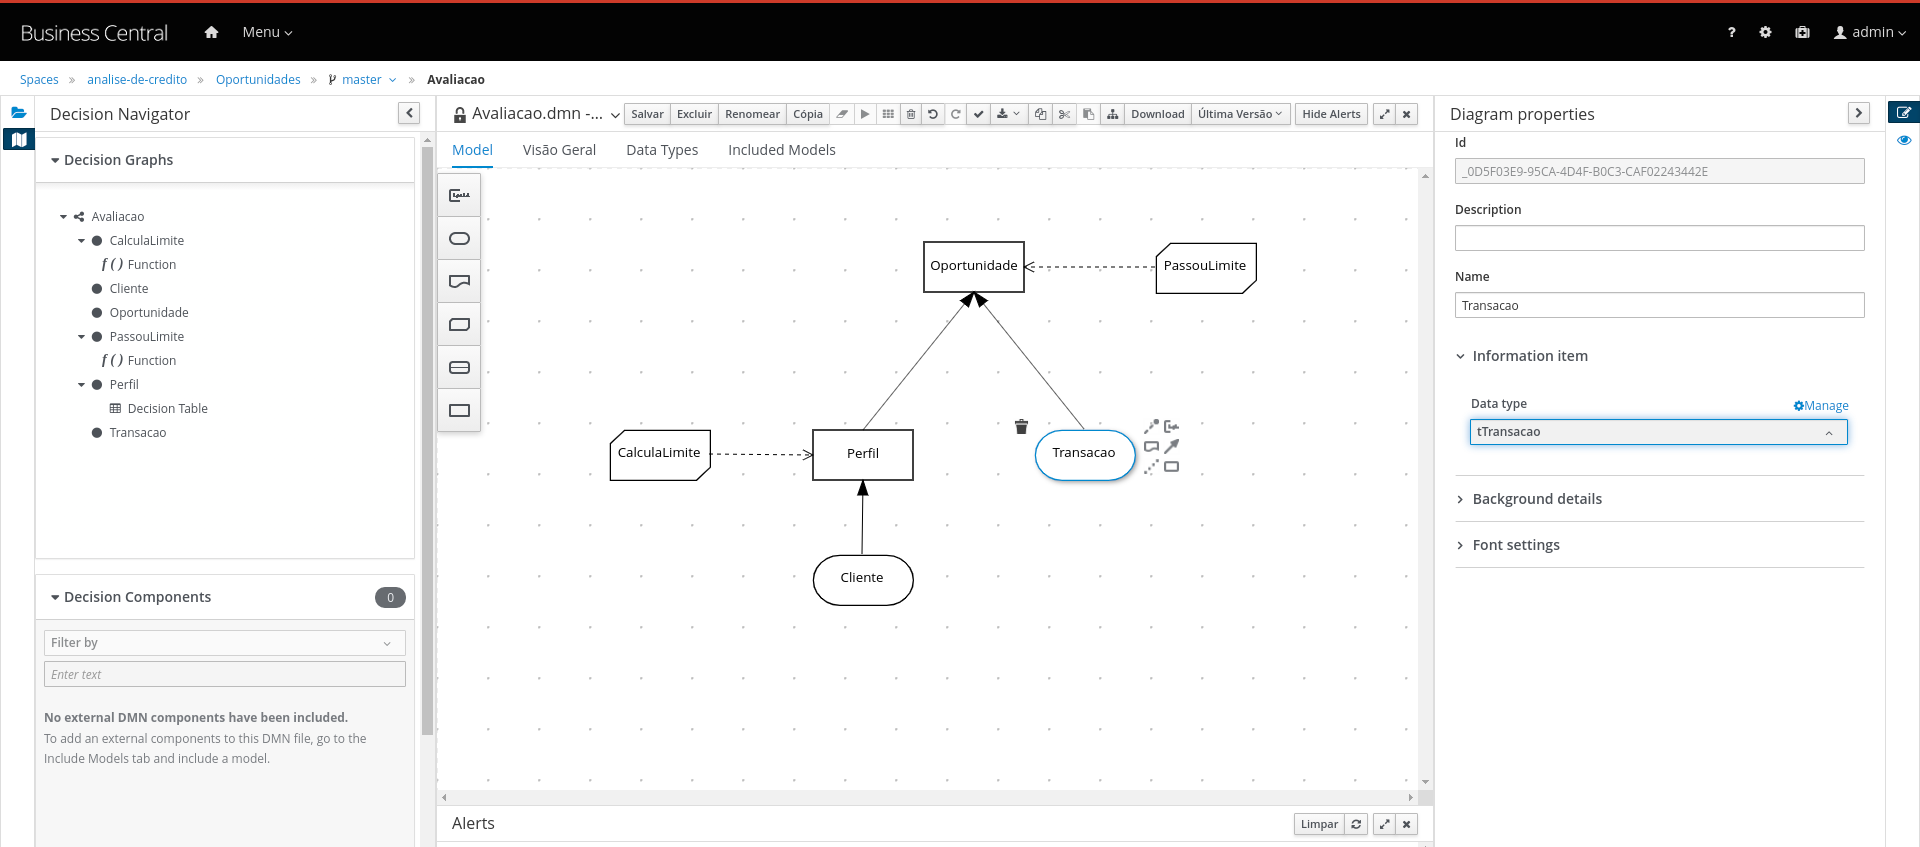 Business Central
Menu
?
admin
Spaces » analise-de-credito » Oportunidades » master » Avaliacao
Decision Navigator
Decision Graphs
Avaliacao
CalculaLimite
f ( ) Function
Cliente
Oportunidade
PassouLimite
f ( ) Function
Perfil
Decision Table
Transacao
Decision Components
0
Filter by
Enter text
No external DMN components have been included.
To add an external components to this DMN file, go to the
Include Models tab and include a model.
Avaliacao.dmn -...
Salvar Excluir Renomear Cópia Download Última Versão Hide Alerts
Model Visão Geral Data Types Included Models
Oportunidade
PassouLimite
CalculaLimite
Perfil
Transacao
Cliente
Alerts
Limpar
Diagram properties
Id
_0D5F03E9-95CA-4D4F-B0C3-CAF02243442E
Description
Name
Transacao
Information item
Data type
Manage
tTransacao
Background details
Font settings